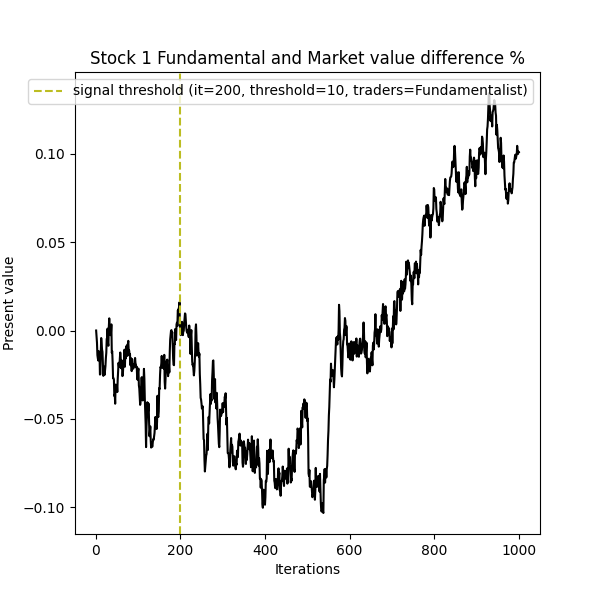 Stock 1 Fundamental and Market value difference %
signal threshold (it=200, threshold=10, traders=Fundamentalist)
0.10
0.05
0.00
−0.05
−0.10
Present value
0 200 400 600 800 1000
Iterations